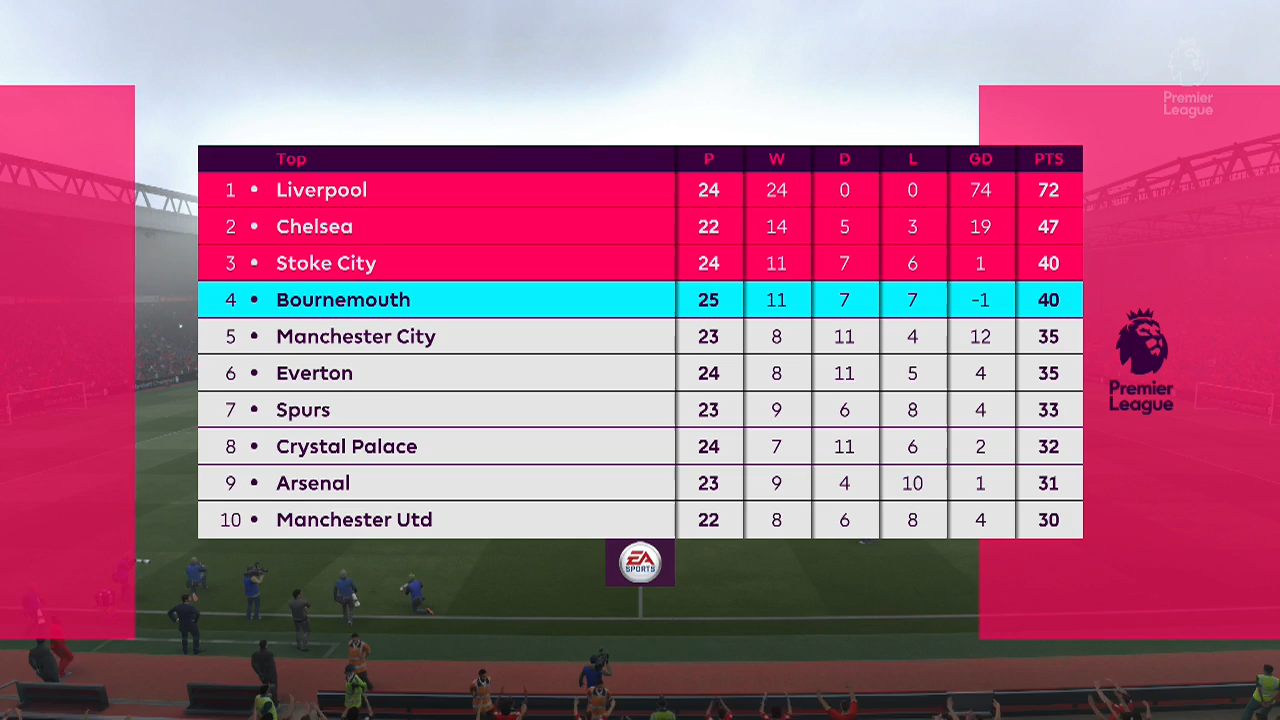 Premier
League
Top P W D L GD PTS
1 • Liverpool 24 24 0 0 74 72
2 • Chelsea 22 14 5 3 19 47
3 • Stoke City 24 11 7 6 1 40
4 • Bournemouth 25 11 7 7 -1 40
5 • Manchester City 23 8 11 4 12 35
6 • Everton 24 8 11 5 4 35
7 • Spurs 23 9 6 8 4 33
8 • Crystal Palace 24 7 11 6 2 32
9 • Arsenal 23 9 4 10 1 31
10 • Manchester Utd 22 8 6 8 4 30
Premier
League
EA
SPORTS